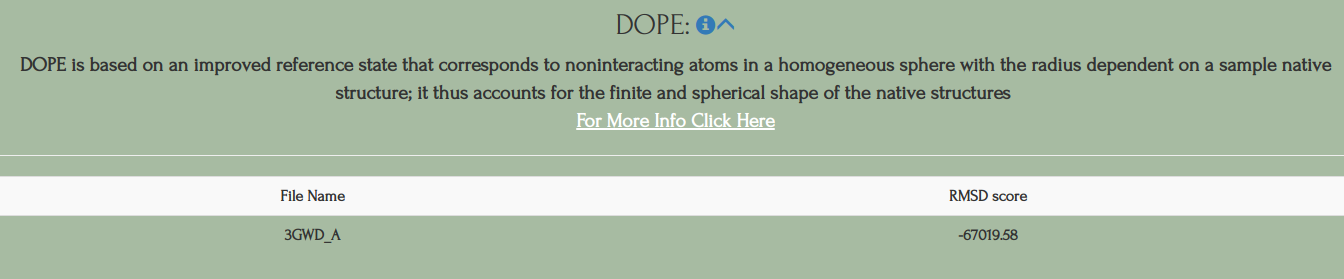 DOPE:
DOPE is based on an improved reference state that corresponds to noninteracting atoms in a homogeneous sphere with the radius dependent on a sample native
structure; it thus accounts for the finite and spherical shape of the native structures
For More Info Click Here
File Name RMSD score
3GWD_A -67019.58